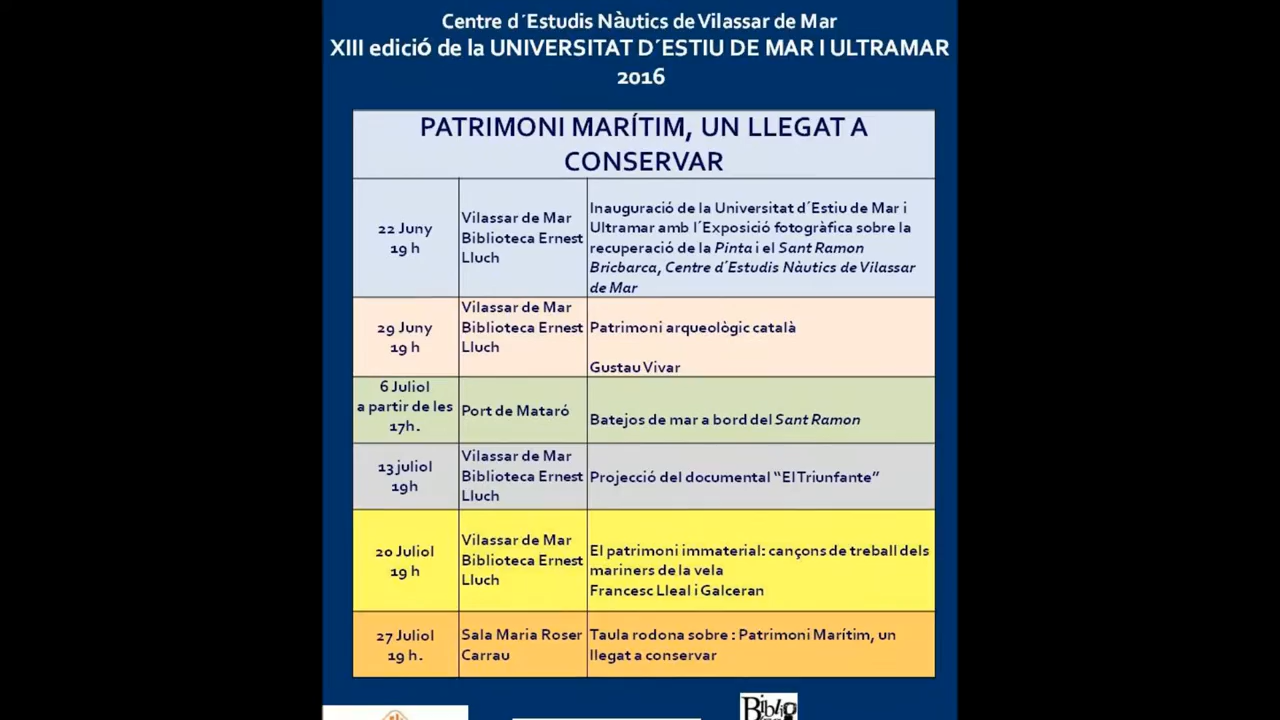 Centre d´Estudis Nàutics de Vilassar de Mar
XIII edició de la UNIVERSITAT D´ESTIU DE MAR I ULTRAMAR
2016
PATRIMONI MARÍTIM, UN LLEGAT A
CONSERVAR
22 Juny
19 h
Vilassar de Mar
Biblioteca Ernest
Lluch
Inauguració de la Universitat d´Estiu de Mar i
Ultramar amb l´Exposició fotogràfica sobre la
recuperació de la Pinta i el Sant Ramon
Bricbarca, Centre d´Estudis Nàutics de Vilassar
de Mar
29 Juny
19 h
Vilassar de Mar
Biblioteca Ernest
Lluch
Patrimoni arqueològic català
Gustau Vivar
6 Juliol
a partir de les
17h.
Port de Mataró
Batejos de mar a bord del Sant Ramon
13 juliol
19h
Vilassar de Mar
Biblioteca Ernest
Lluch
Projecció del documental “El Triunfante”
20 Juliol
19 h
Vilassar de Mar
Biblioteca Ernest
Lluch
El patrimoni immaterial: cançons de treball dels
mariners de la vela
Francesc Lleal i Galceran
27 Juliol
19 h.
Sala Maria Roser
Carrau
Taula rodona sobre : Patrimoni Marítim, un
llegat a conservar